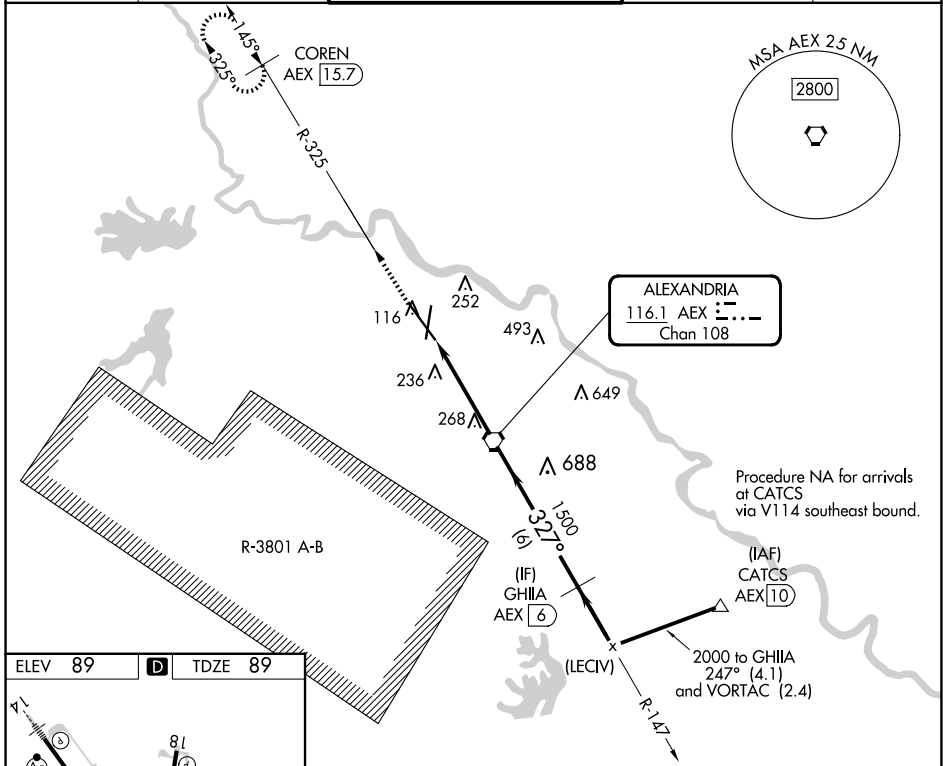 145°
325°
COREN
AEX 15.7
R-325
MSA AEX 25 NM
2800
ALEXANDRIA
116.1 AEX
Chan 108
116
252
493
236
649
268
688
Procedure NA for arrivals
at CATCS
via V114 southeast bound.
R-3801 A-B
1500
327°
(6)
(IF)
GHIIA
AEX 6
(IAF)
CATCS
AEX 10
(LECIV)
2000 to GHIIA
247° (4.1)
and VORTAC (2.4)
R-147
ELEV 89 D TDZE 89
14
18
P
P
A